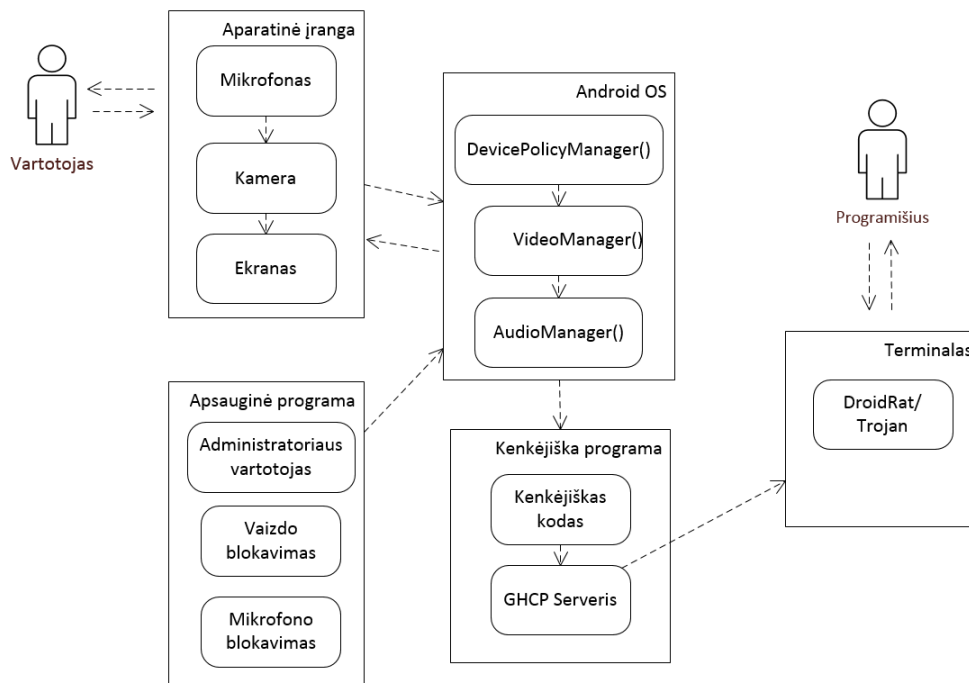 Aparatinė įranga
Mikrofonas
Kamera
Ekranas
Vartotojas
Android OS
DevicePolicyManager()
VideoManager()
AudioManager()
Programišius
Terminalas
DroidRat/
Trojan
Apsauginė programa
Administratoriaus
vartotojas
Vaizdo
blokavimas
Mikrofono
blokavimas
Kenkėjiška programa
Kenkėjiškas
kodas
GHCP Serveris